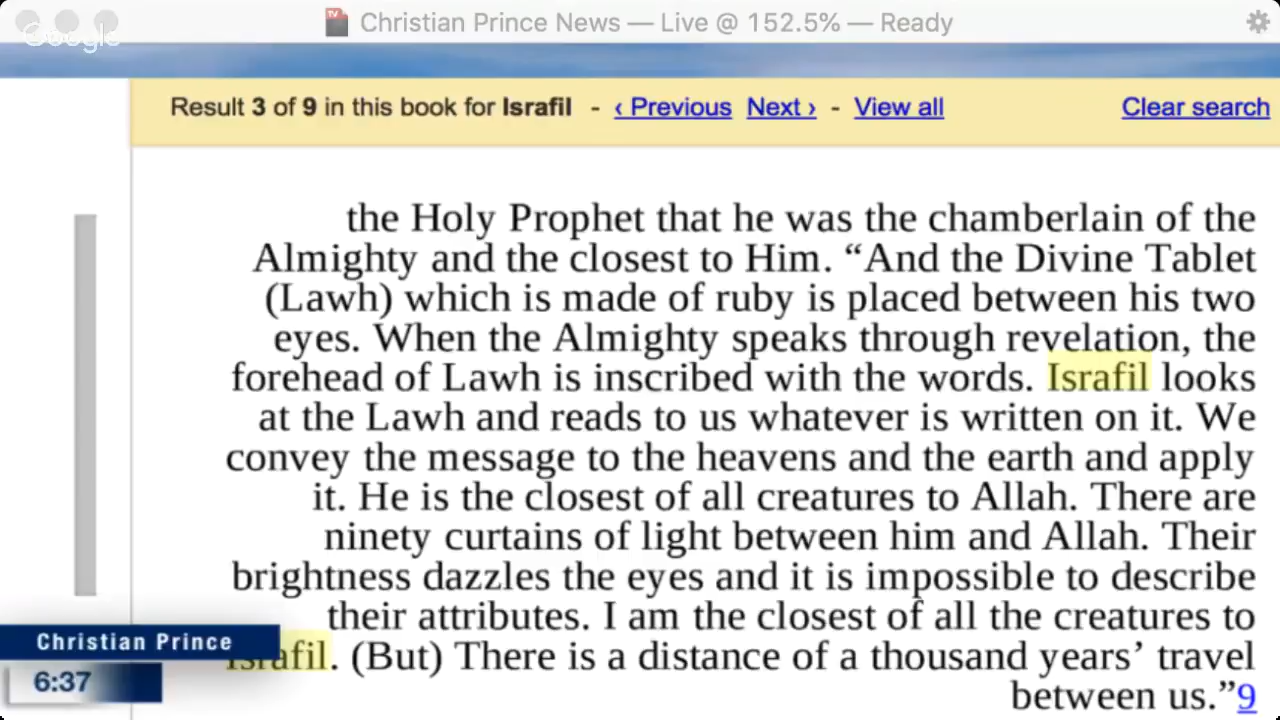 Google
Christian Prince News — Live @ 152.5% — Ready
Result 3 of 9 in this book for Israfil - ‹ Previous Next › - View all Clear search
the Holy Prophet that he was the chamberlain of the
Almighty and the closest to Him. “And the Divine Tablet
(Lawh) which is made of ruby is placed between his two
eyes. When the Almighty speaks through revelation, the
forehead of Lawh is inscribed with the words. Israfil looks
at the Lawh and reads to us whatever is written on it. We
convey the message to the heavens and the earth and apply
it. He is the closest of all creatures to Allah. There are
ninety curtains of light between him and Allah. Their
brightness dazzles the eyes and it is impossible to describe
their attributes. I am the closest of all the creatures to
Israfil. (But) There is a distance of a thousand years’ travel
between us.”9
Christian Prince
6:37